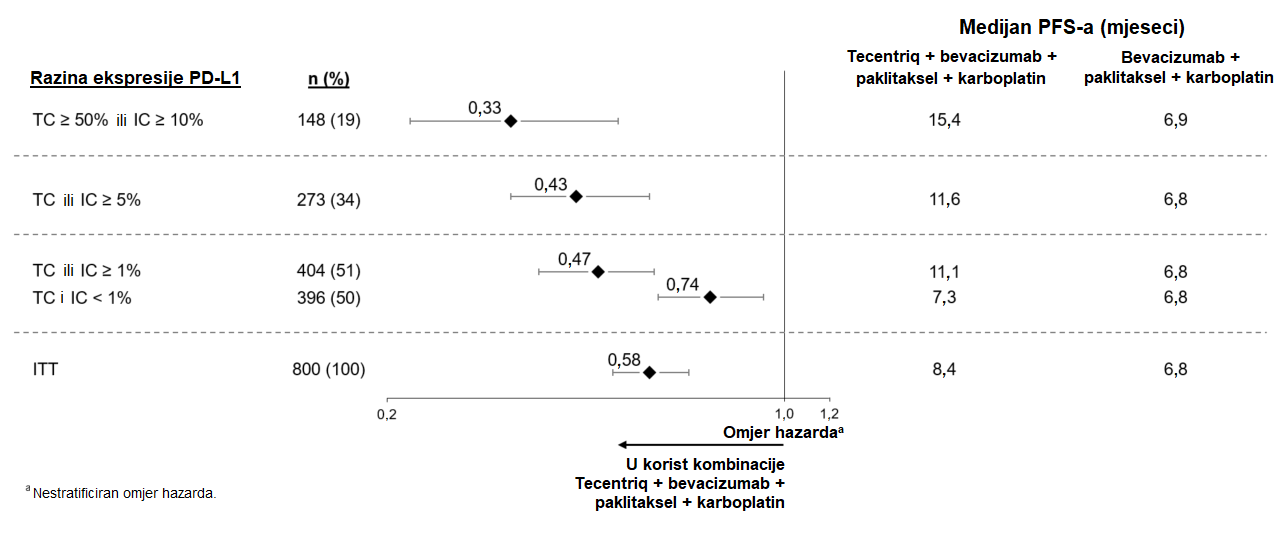 Medijan PFS-a (mjeseci)
Razina ekspresije PD-L1 n (%) Tecentriq + bevacizumab + paklitaksel + karboplatin Bevacizumab + paklitaksel + karboplatin
TC ≥ 50% ili IC ≥ 10% 148 (19) 0,33 15,4 6,9
TC ili IC ≥ 5% 273 (34) 0,43 11,6 6,8
TC ili IC ≥ 1% 404 (51) 0,47 11,1 6,8
TC i IC < 1% 396 (50) 0,74 7,3 6,8
ITT 800 (100) 0,58 8,4 6,8
0,2 1,0 1,2
Omjer hazardaᵃ
U korist kombinacije
Tecentriq + bevacizumab +
paklitaksel + karboplatin
ᵃ Nestratificiran omjer hazarda.